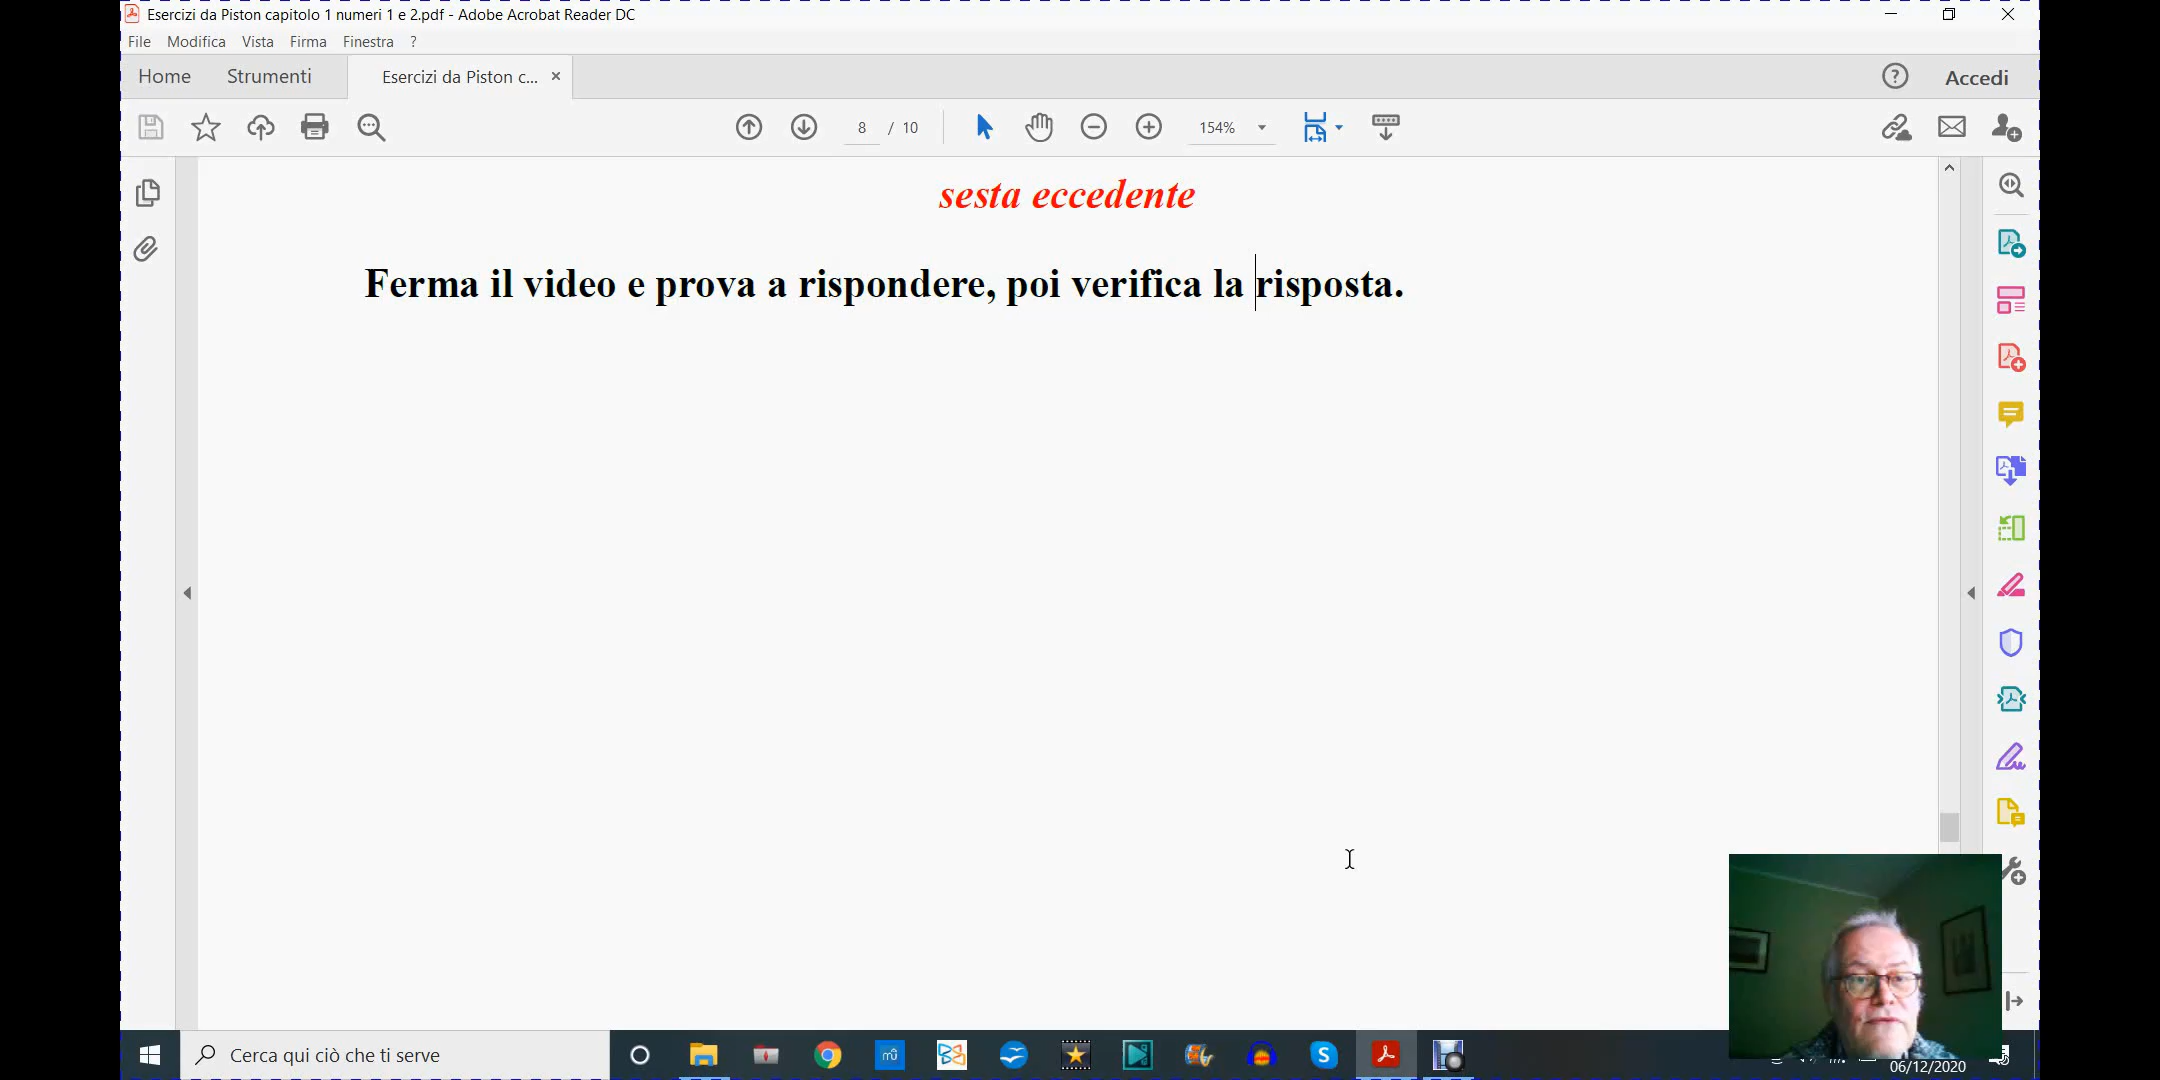 Esercizi da Piston capitolo 1 numeri 1 e 2.pdf - Adobe Acrobat Reader DC
File Modifica Vista Firma Finestra ?
Home Strumenti Esercizi da Piston c... Accedi
8 / 10 154%
sesta eccedente
Ferma il video e prova a rispondere, poi verifica la risposta.
Cerca qui ciò che ti serve
06/12/2020